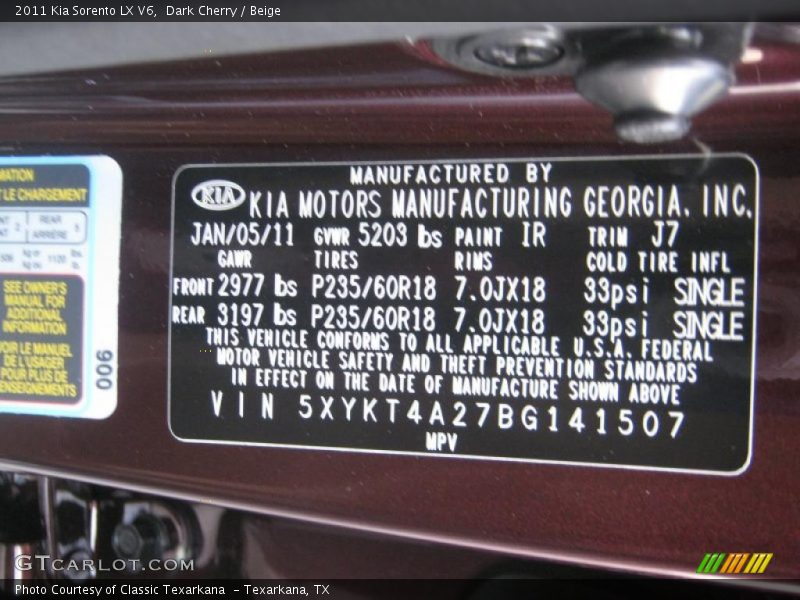 2011 Kia Sorento LX V6, Dark Cherry / Beige
MANUFACTURED BY
KIA KIA MOTORS MANUFACTURING GEORGIA, INC.
JAN/05/11 GVWR 5203 lbs PAINT IR TRIM J7
GAWR TIRES RIMS COLD TIRE INFL
FRONT 2977 lbs P235/60R18 7.0JX18 33psi SINGLE
REAR 3197 lbs P235/60R18 7.0JX18 33psi SINGLE
THIS VEHICLE CONFORMS TO ALL APPLICABLE U.S.A. FEDERAL
MOTOR VEHICLE SAFETY AND THEFT PREVENTION STANDARDS
IN EFFECT ON THE DATE OF MANUFACTURE SHOWN ABOVE
VIN 5XYKT4A27BG141507
MPV
LE CHARGEMENT
REAR
ARRIÈRE
SEE OWNER'S
MANUAL FOR
ADDITIONAL
INFORMATION
VOIR LE MANUEL
DE L'USAGER
POUR PLUS DE
RENSEIGNEMENTS
006
GTcarlot.com
Photo Courtesy of Classic Texarkana - Texarkana, TX